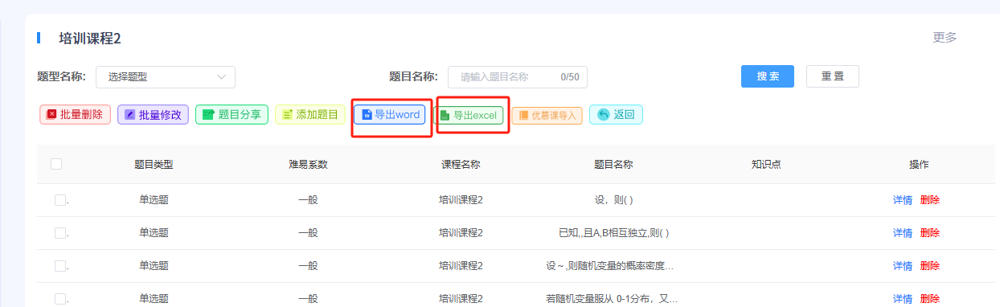 培训课程2 更多
题型名称： 选择题型 题目名称： 请输入题目名称 0/50 搜 索 重 置
批量删除 批量修改 题目分享 添加题目 导出word 导出excel 优慕课导入 返回
题目类型 难易系数 课程名称 题目名称 知识点 操作
. 单选题 一般 培训课程2 设，则( ) 详情 删除
. 单选题 一般 培训课程2 已知,,且A,B相互独立,则( ) 详情 删除
. 单选题 一般 培训课程2 设～,则随机变量的概率密度... 详情 删除
. 单选题 一般 培训课程2 若随机变量服从 0-1分布，又... 详情 删除